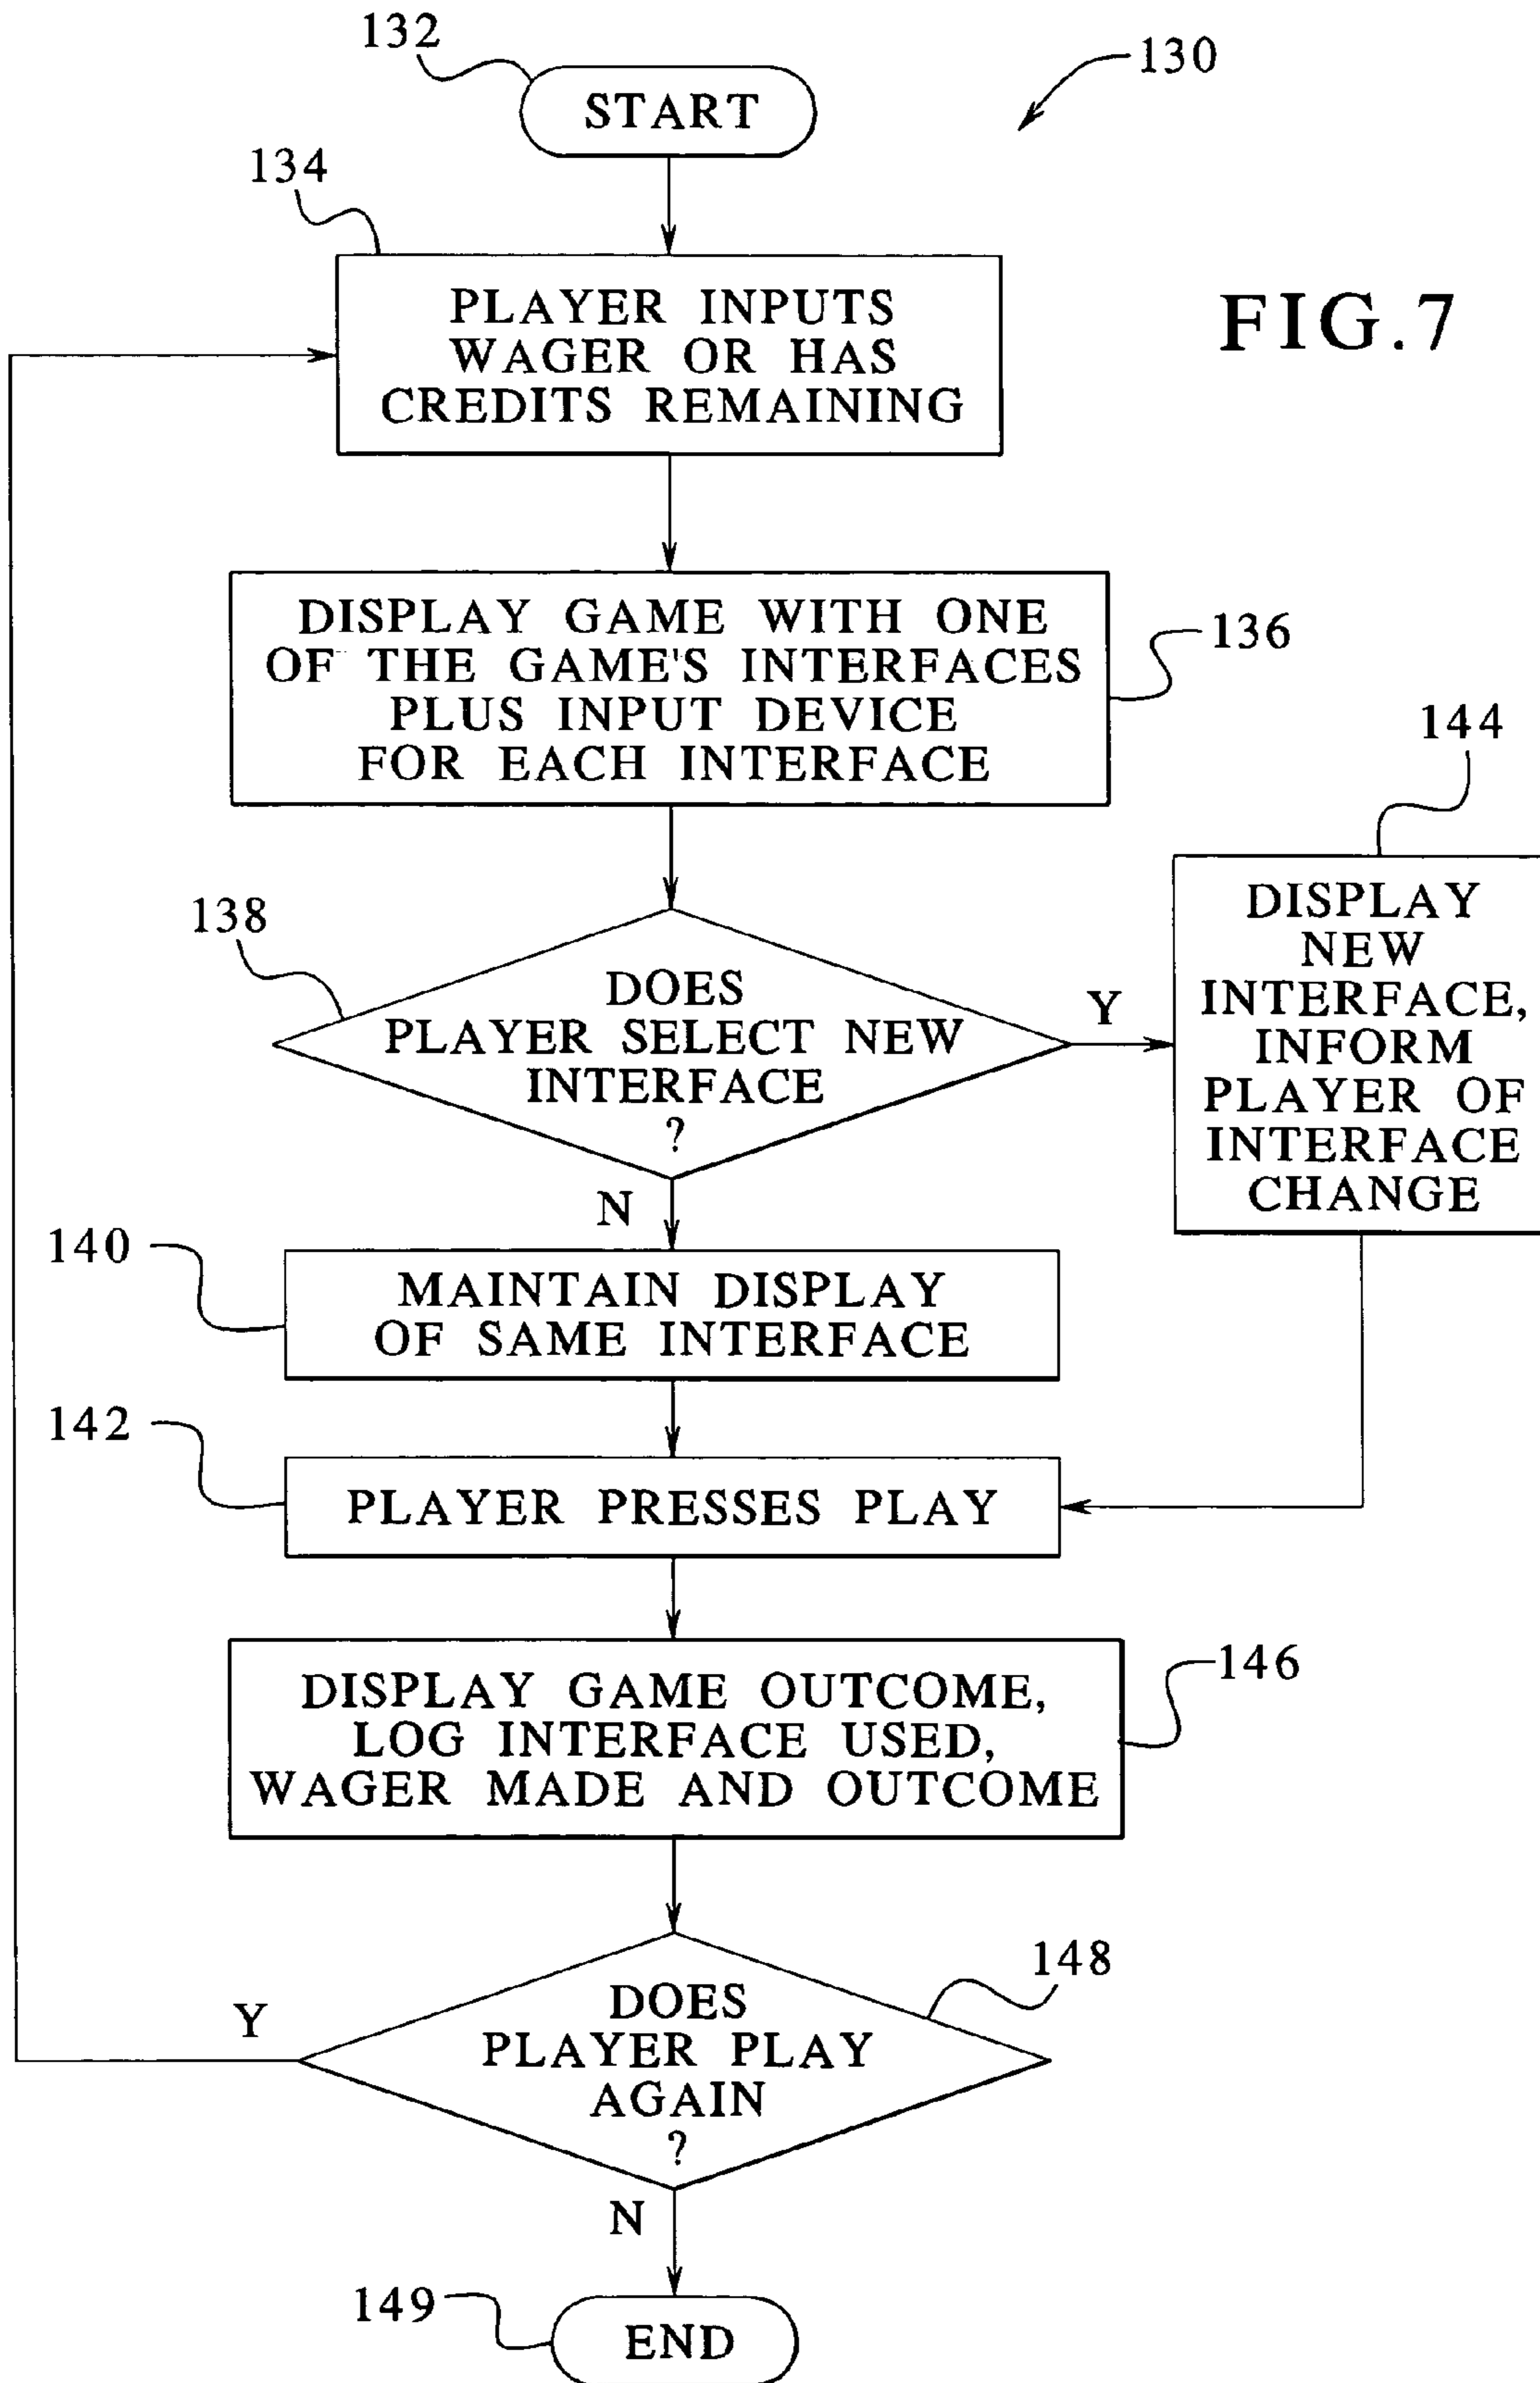 132
130
START
134
FIG.7
PLAYER INPUTS
WAGER OR HAS
CREDITS REMAINING
DISPLAY GAME WITH ONE
OF THE GAME'S INTERFACES
PLUS INPUT DEVICE
FOR EACH INTERFACE
136
144
138
DOES
PLAYER SELECT NEW
INTERFACE
?
Y
DISPLAY
NEW
INTERFACE,
INFORM
PLAYER OF
INTERFACE
CHANGE
N
140
MAINTAIN DISPLAY
OF SAME INTERFACE
142
PLAYER PRESSES PLAY
DISPLAY GAME OUTCOME,
LOG INTERFACE USED,
WAGER MADE AND OUTCOME
146
148
DOES
PLAYER PLAY
AGAIN
?
Y
N
149
END